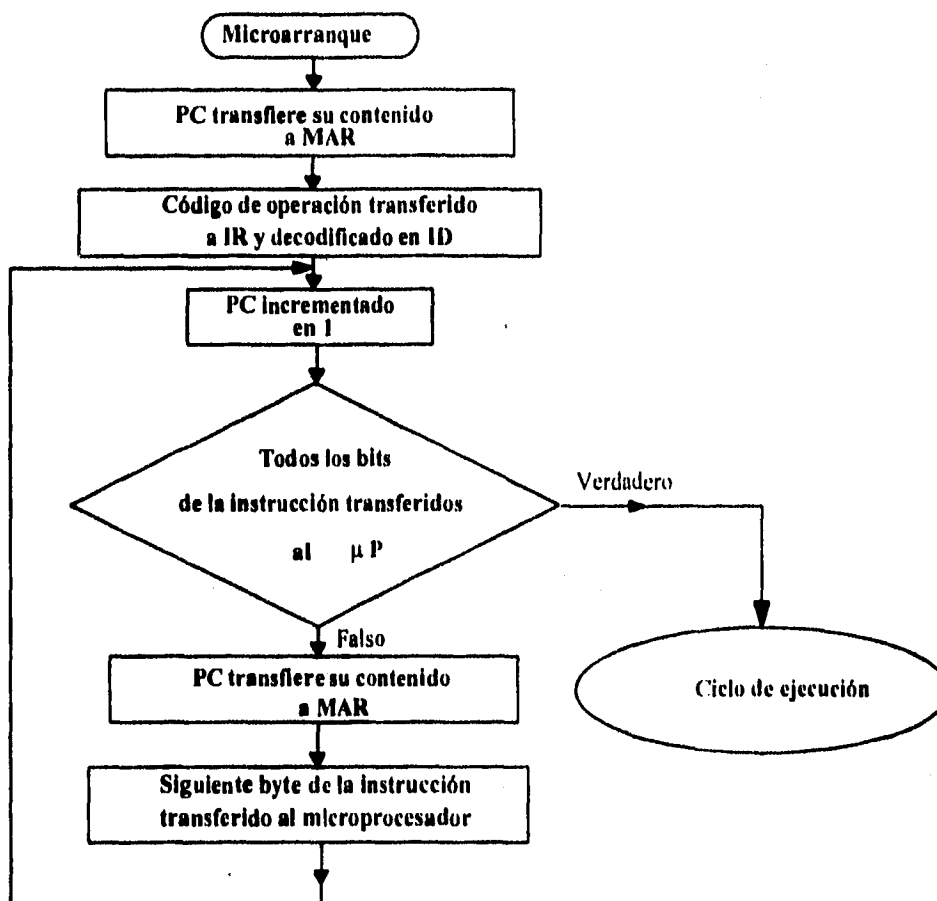 Microarranque
PC transfiere su contenido
a MAR
Código de operación transferido
a IR y decodificado en ID
PC incrementado
en 1
Todos los bits
de la instrucción transferidos
al μ P
Verdadero
Falso
PC transfiere su contenido
a MAR
Ciclo de ejecución
Siguiente byte de la instrucción
transferido al microprocesador